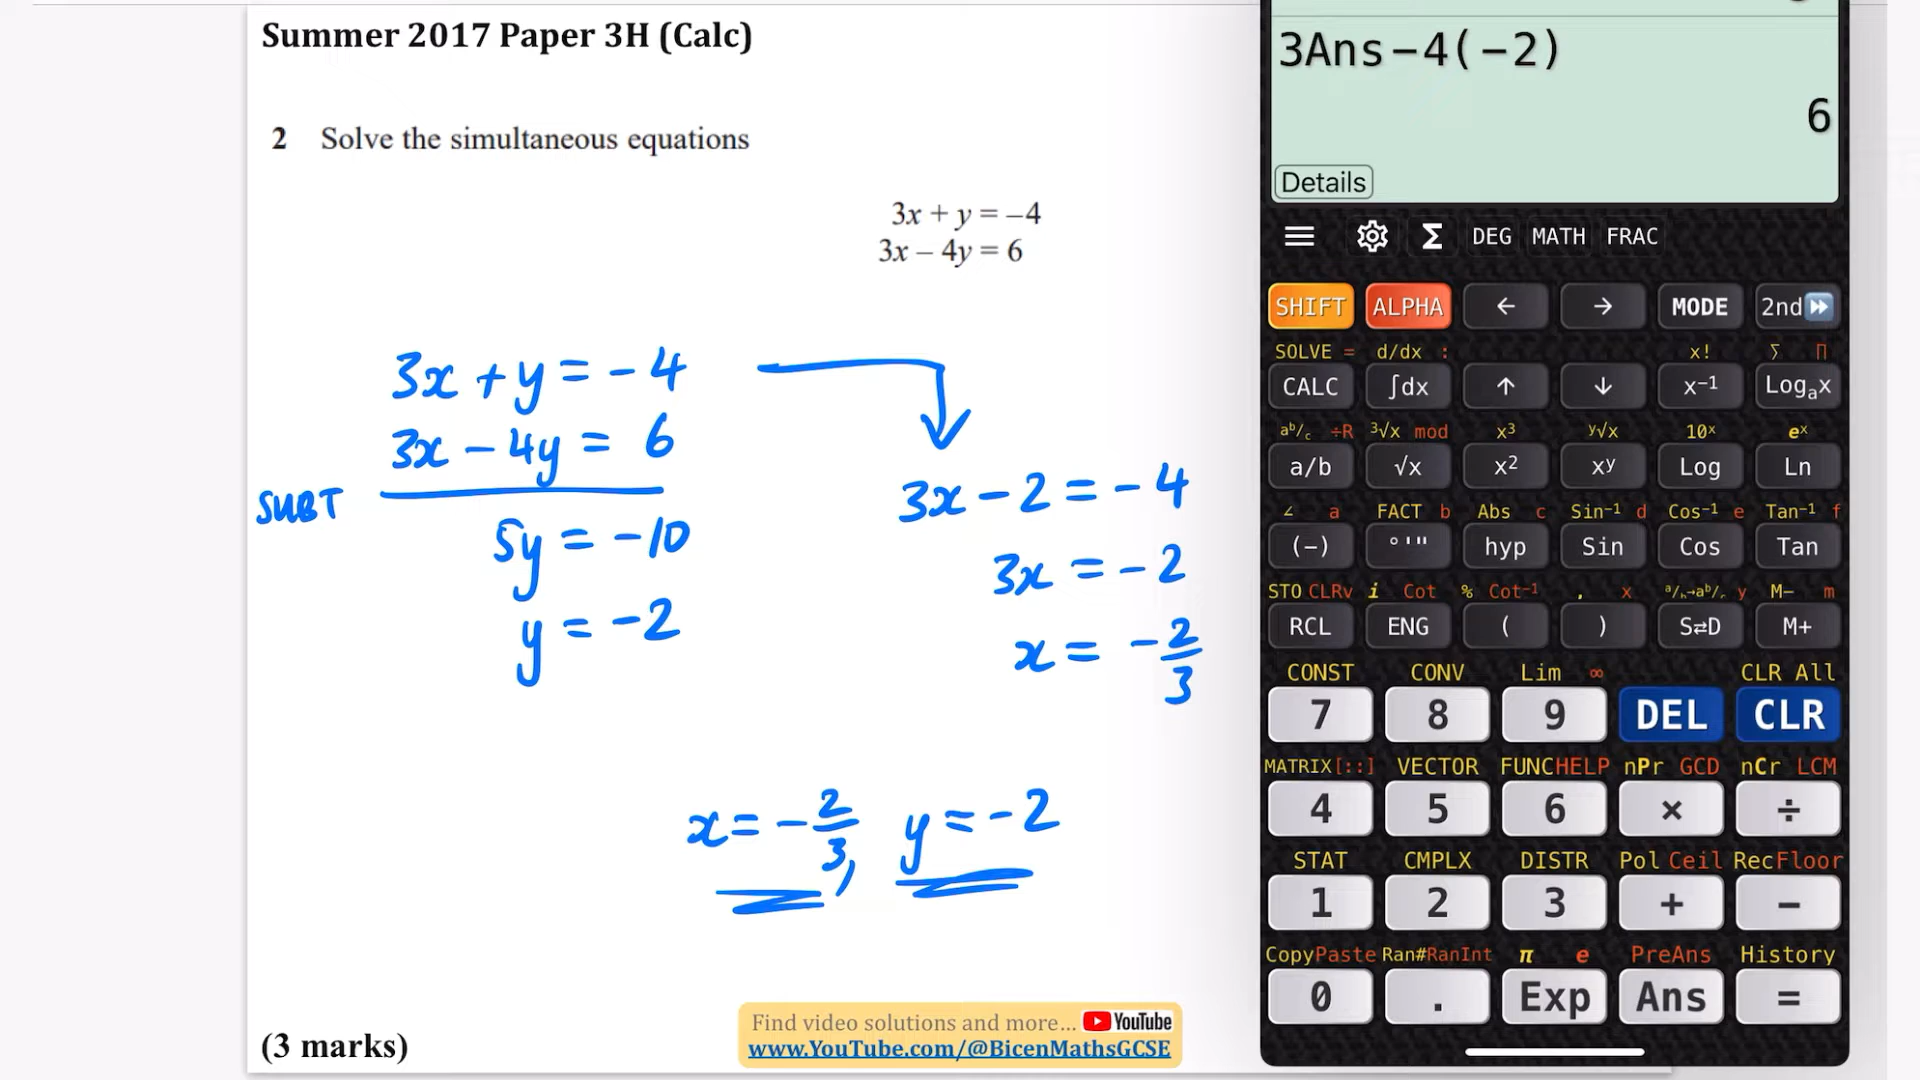 Summer 2017 Paper 3H (Calc)
2 Solve the simultaneous equations
3x + y = –4
3x – 4y = 6
3x + y = -4
3x - 4y = 6
SUBT
5y = -10
y = -2
3x - 2 = -4
3x = -2
x = -2/3
x = -2/3, y = -2
(3 marks)
Find video solutions and more... YouTube
www.YouTube.com/@BicenMathsGCSE
3Ans-4(-2)
6
Details
Σ DEG MATH FRAC
SHIFT ALPHA ← → MODE 2nd
SOLVE = d/dx : x! ∑ ∏
CALC ∫dx ↑ ↓ x⁻¹ Logₐx
aᵇ/c ÷R ³√x mod x³ ʸ√x 10ˣ eˣ
a/b √x x² xʸ Log Ln
∠ a FACT b Abs c Sin⁻¹ d Cos⁻¹ e Tan⁻¹ f
(-) °'" hyp Sin Cos Tan
STO CLRv i Cot % Cot⁻¹ , x y M- m
RCL ENG ( ) S⇄D M+
CONST CONV Lim ∞ CLR All
7 8 9 DEL CLR
MATRIX[::] VECTOR FUNC HELP nPr GCD nCr LCM
4 5 6 × ÷
STAT CMPLX DISTR Pol Ceil Rec Floor
1 2 3 + −
Copy Paste Ran# RanInt π e PreAns History
0 . Exp Ans =